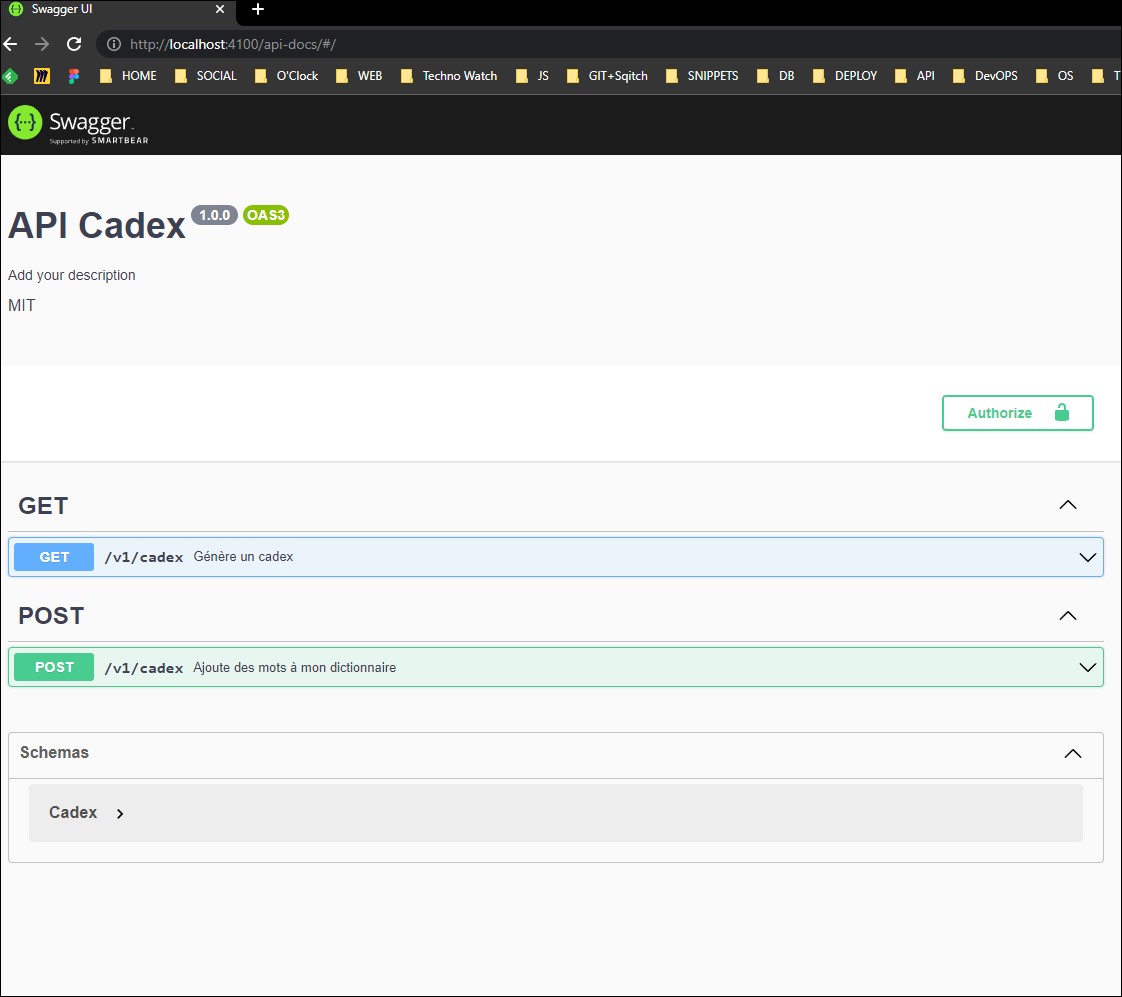 Swagger UI
http://localhost:4100/api-docs/#/
HOME SOCIAL O'Clock WEB Techno Watch JS GIT+Sqitch SNIPPETS DB DEPLOY API DevOPS OS T
Swagger
Supported by SMARTBEAR
API Cadex 1.0.0 OAS3
Add your description
MIT
Authorize
GET
GET /v1/cadex Génère un cadex
POST
POST /v1/cadex Ajoute des mots à mon dictionnaire
Schemas
Cadex